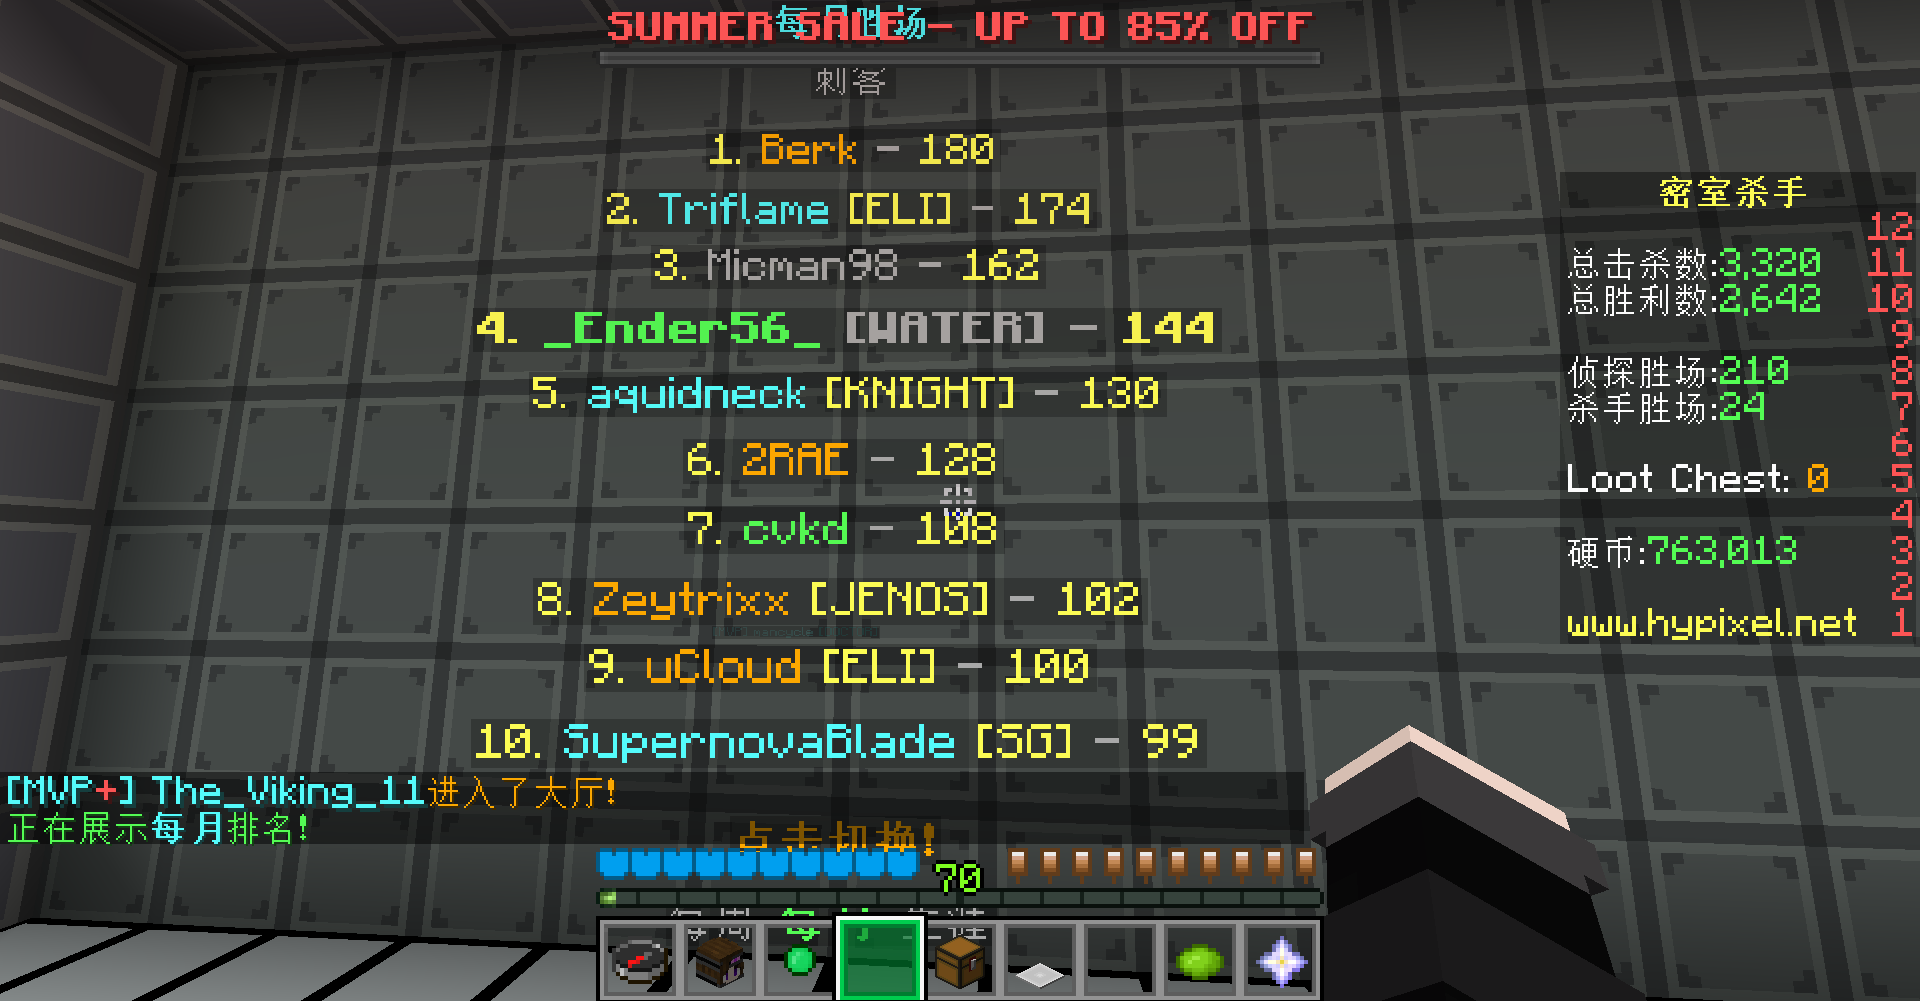 SUMMER SALE - UP TO 85% OFF
每月胜场
刺客
1. Berk - 180
2. Triflame [ELI] - 174
3. Micman98 - 162
4. _Ender56_ [WATER] - 144
5. aquidneck [KNIGHT] - 130
6. 2RAE - 128
7. cvkd - 108
8. Zeytrixx [JENOS] - 102
9. uCloud [ELI] - 100
10. SupernovaBlade [SG] - 99
点击切换!
每周 每月
70
[MVP+] The_Viking_11进入了大厅!
正在展示每月排名!
密室杀手
12
总击杀数:3,320 11
总胜利数:2,642 10
9
侦探胜场:210 8
杀手胜场:24 7
6
Loot Chest: 0 5
4
硬币:763,013 3
2
www.hypixel.net 1